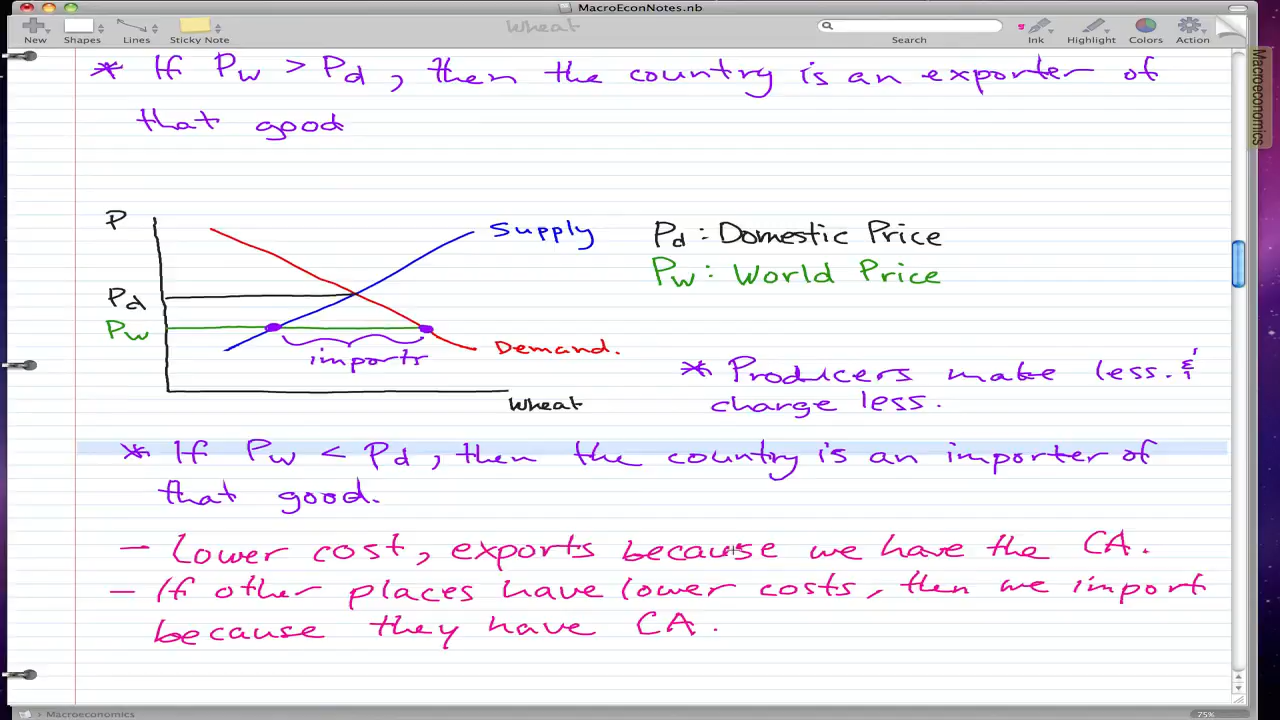 MacroEconNotes.nb
Wheat
New Shapes Lines Sticky Note Search Ink Highlight Colors Action
Macroeconomics
* If Pw > Pd, then the country is an exporter of
that good
P
Supply
Pd : Domestic Price
Pw : World Price
Pd
Pw
imports
Demand.
Wheat
* Producers make less. &
charge less.
* If Pw < Pd, then the country is an importer of
that good.
- Lower cost, exports because we have the CA.
- If other places have lower costs, then we import
because they have CA.
Macroeconomics
75%